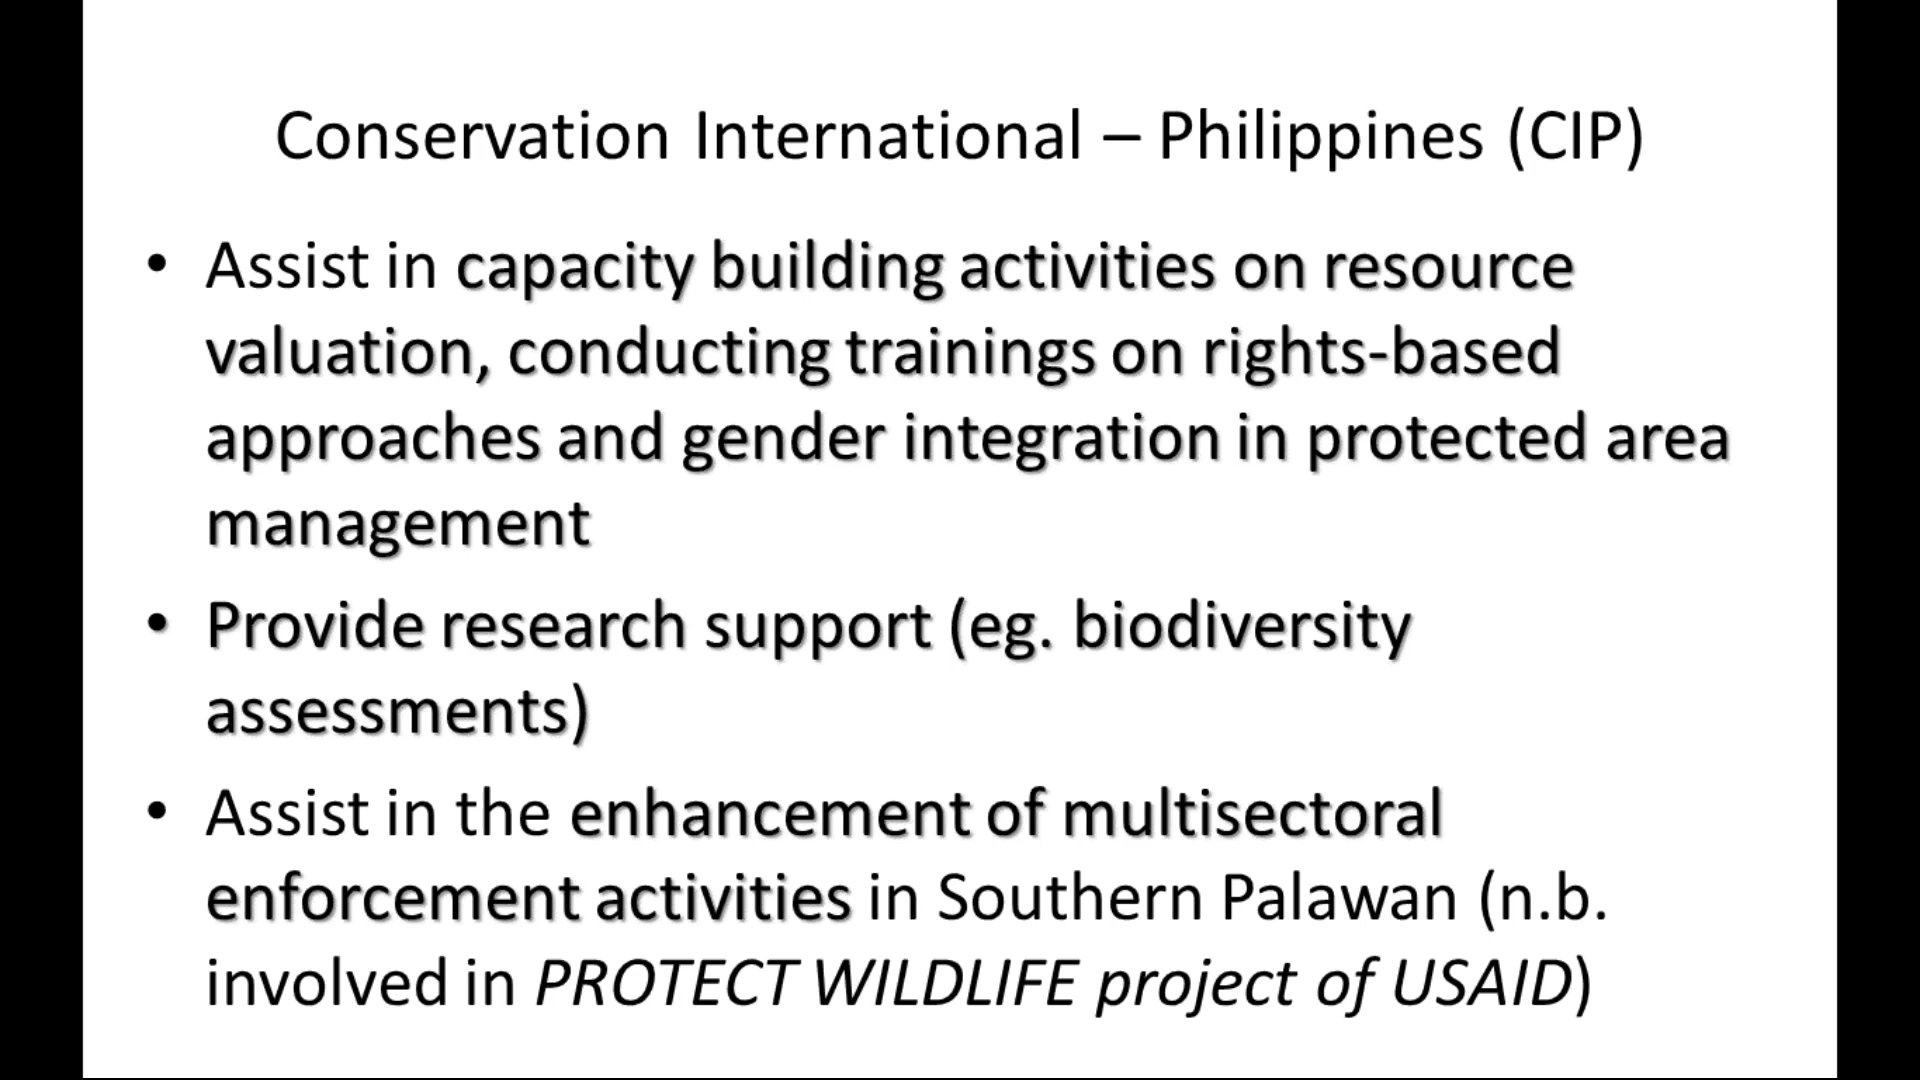 Conservation International – Philippines (CIP)
• Assist in capacity building activities on resource
valuation, conducting trainings on rights-based
approaches and gender integration in protected area
management
• Provide research support (eg. biodiversity
assessments)
• Assist in the enhancement of multisectoral
enforcement activities in Southern Palawan (n.b.
involved in PROTECT WILDLIFE project of USAID)